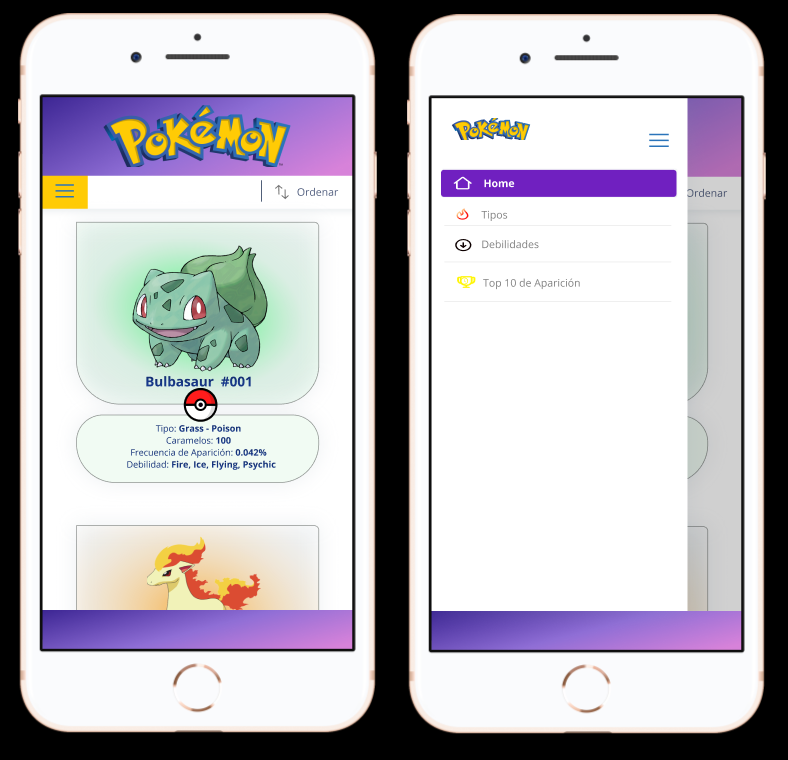 POKéMON
Ordenar
Bulbasaur #001
Tipo: Grass - Poison
Caramelos: 100
Frecuencia de Aparición: 0.042%
Debilidad: Fire, Ice, Flying, Psychic
POKéMON
Home
Ordenar
Tipos
Debilidades
Top 10 de Aparición